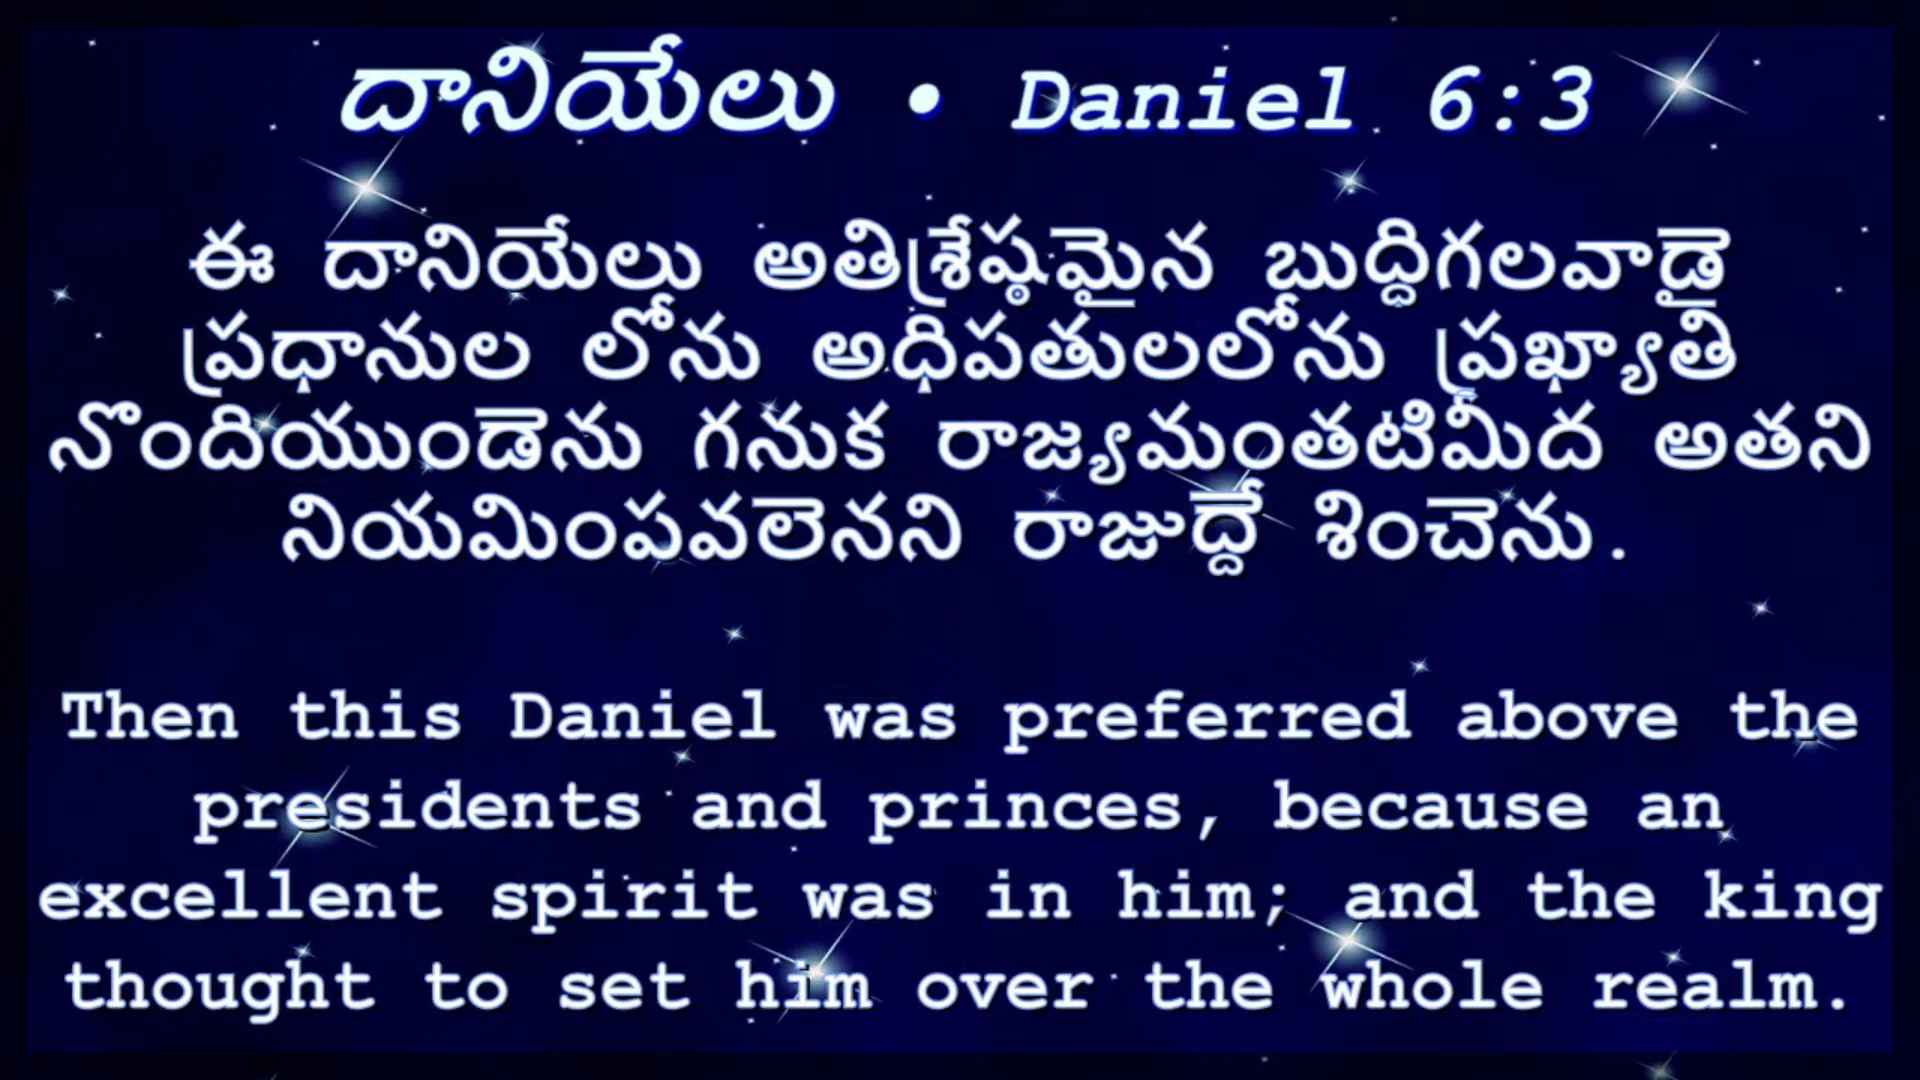 దానియేలు • Daniel 6:3
ఈ దానియేలు అతిశ్రేష్ఠమైన బుద్ధిగలవాడై
ప్రధానుల లోను అధిపతులలోను ప్రఖ్యాతి
నొందియుండెను గనుక రాజ్యమంతటిమీద అతని
నియమింపవలెనని రాజుద్దే శించెను.
Then this Daniel was preferred above the
presidents and princes, because an
excellent spirit was in him; and the king
thought to set him over the whole realm.